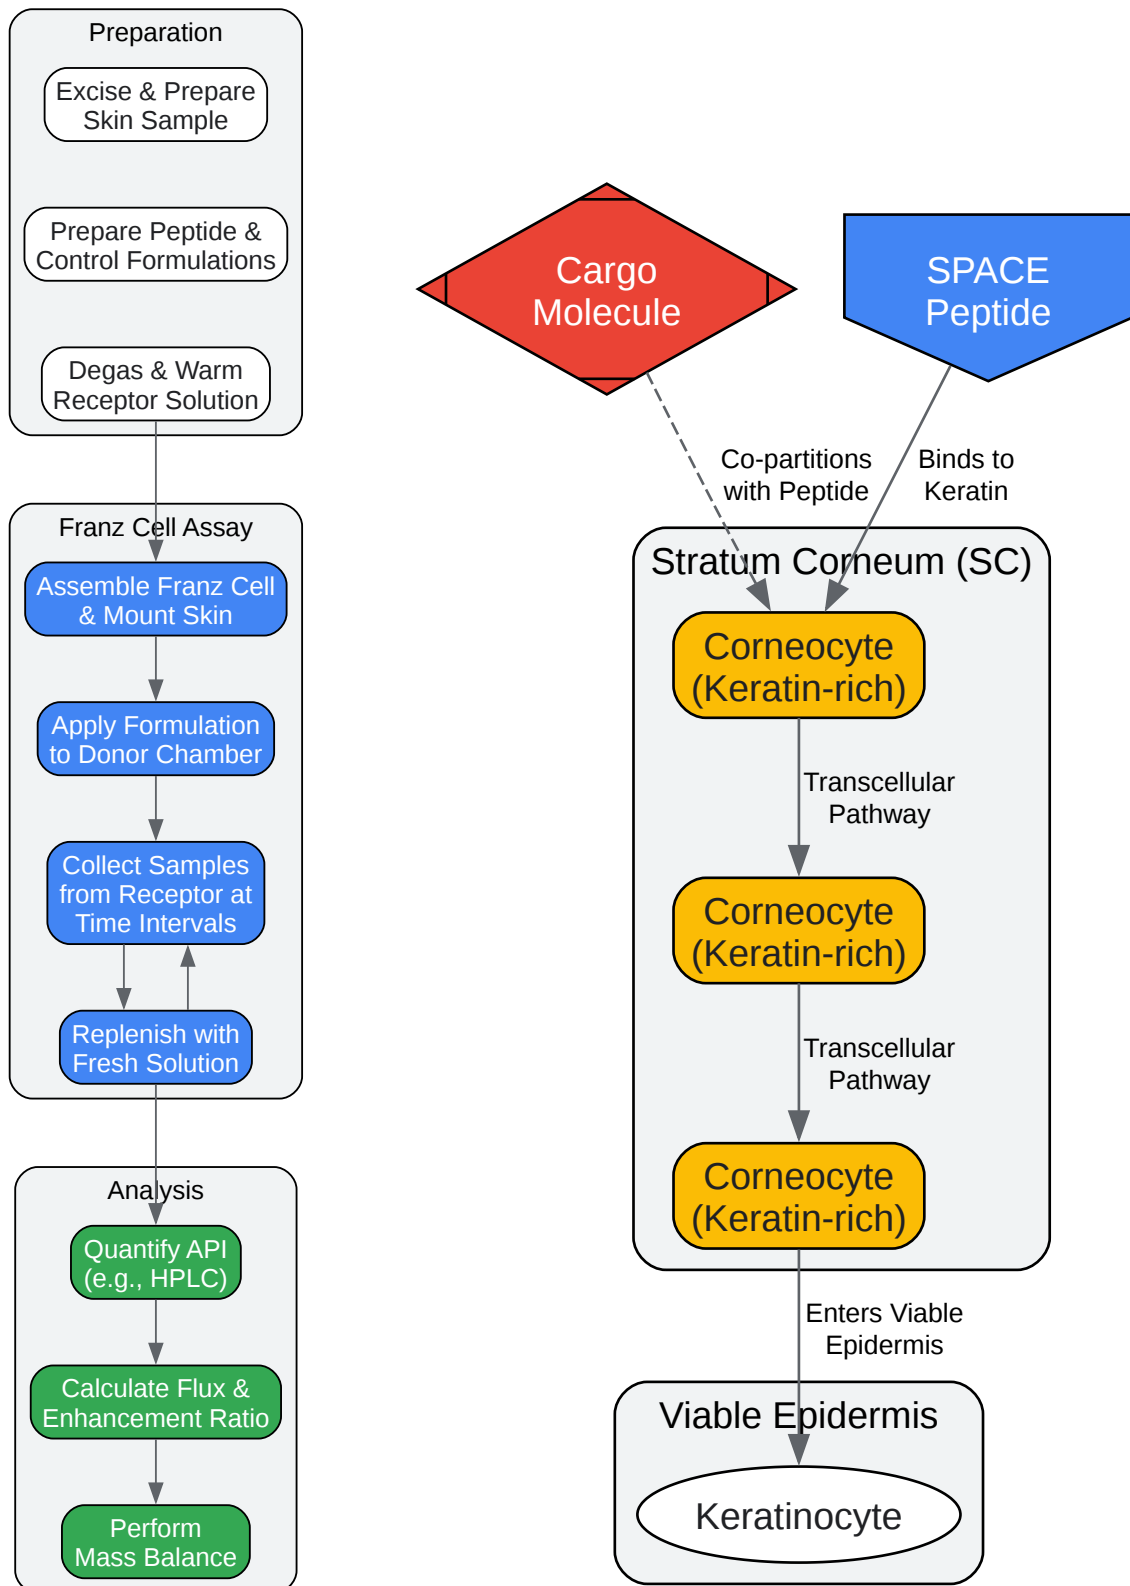 Preparation
Excise & Prepare
Skin Sample
Prepare Peptide &
Control Formulations
Degas & Warm
Receptor Solution
Franz Cell Assay
Assemble Franz Cell
& Mount Skin
Apply Formulation
to Donor Chamber
Collect Samples
from Receptor at
Time Intervals
Replenish with
Fresh Solution
Analysis
Quantify API
(e.g., HPLC)
Calculate Flux &
Enhancement Ratio
Perform
Mass Balance
Cargo
Molecule
SPACE
Peptide
Co-partitions
with Peptide
Binds to
Keratin
Stratum Corneum (SC)
Corneocyte
(Keratin-rich)
Transcellular
Pathway
Corneocyte
(Keratin-rich)
Transcellular
Pathway
Corneocyte
(Keratin-rich)
Enters Viable
Epidermis
Viable Epidermis
Keratinocyte